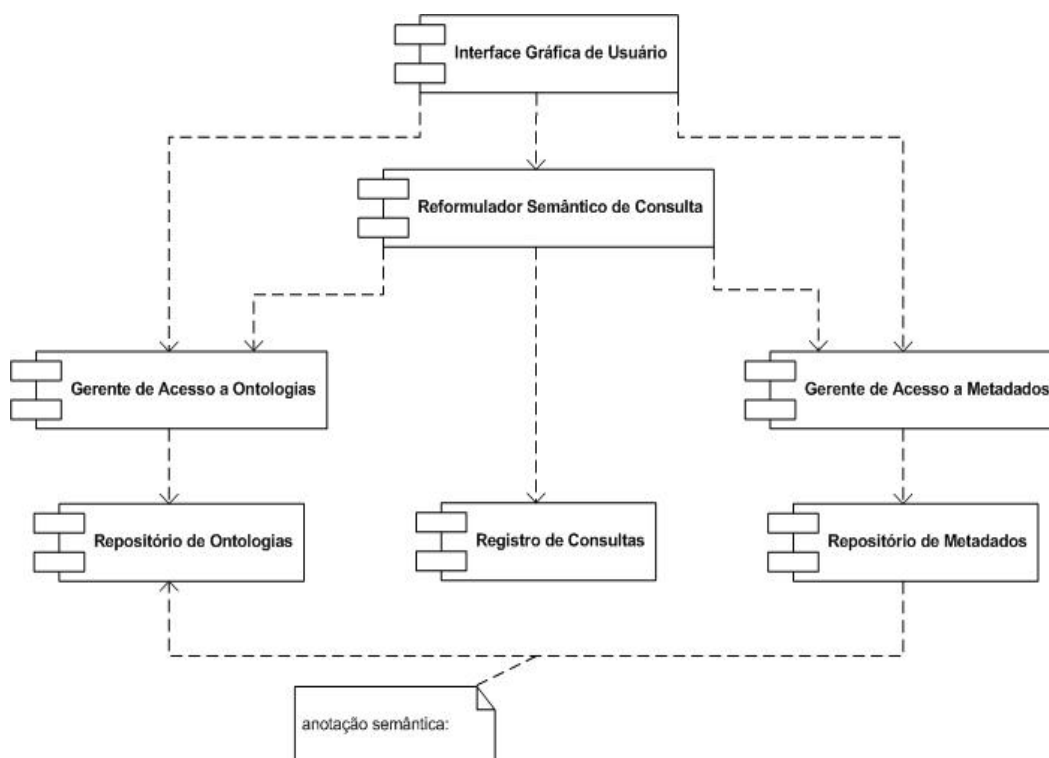 Interface Gráfica de Usuário
Reformulador Semântico de Consulta
Gerente de Acesso a Ontologias
Gerente de Acesso a Metadados
Repositório de Ontologias
Registro de Consultas
Repositório de Metadados
anotação semântica: